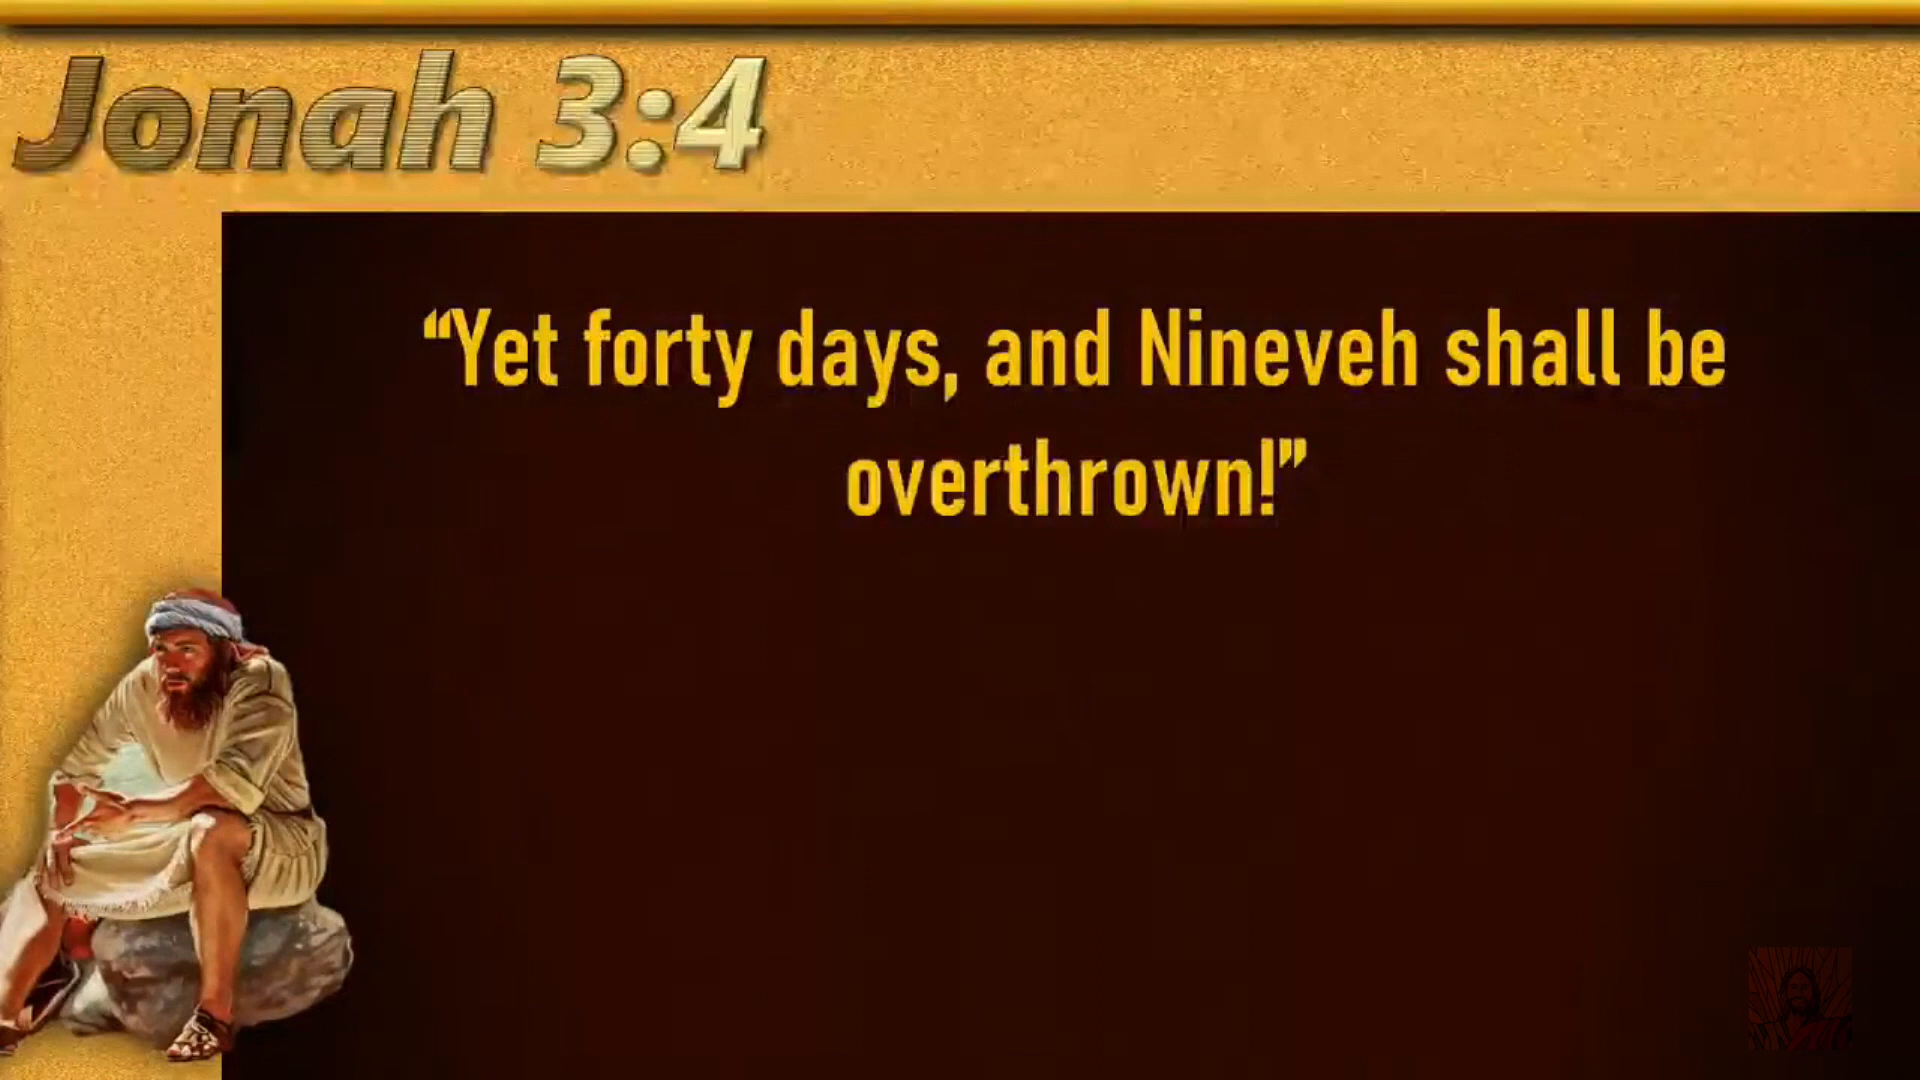 Jonah 3:4
“Yet forty days, and Nineveh shall be
overthrown!”